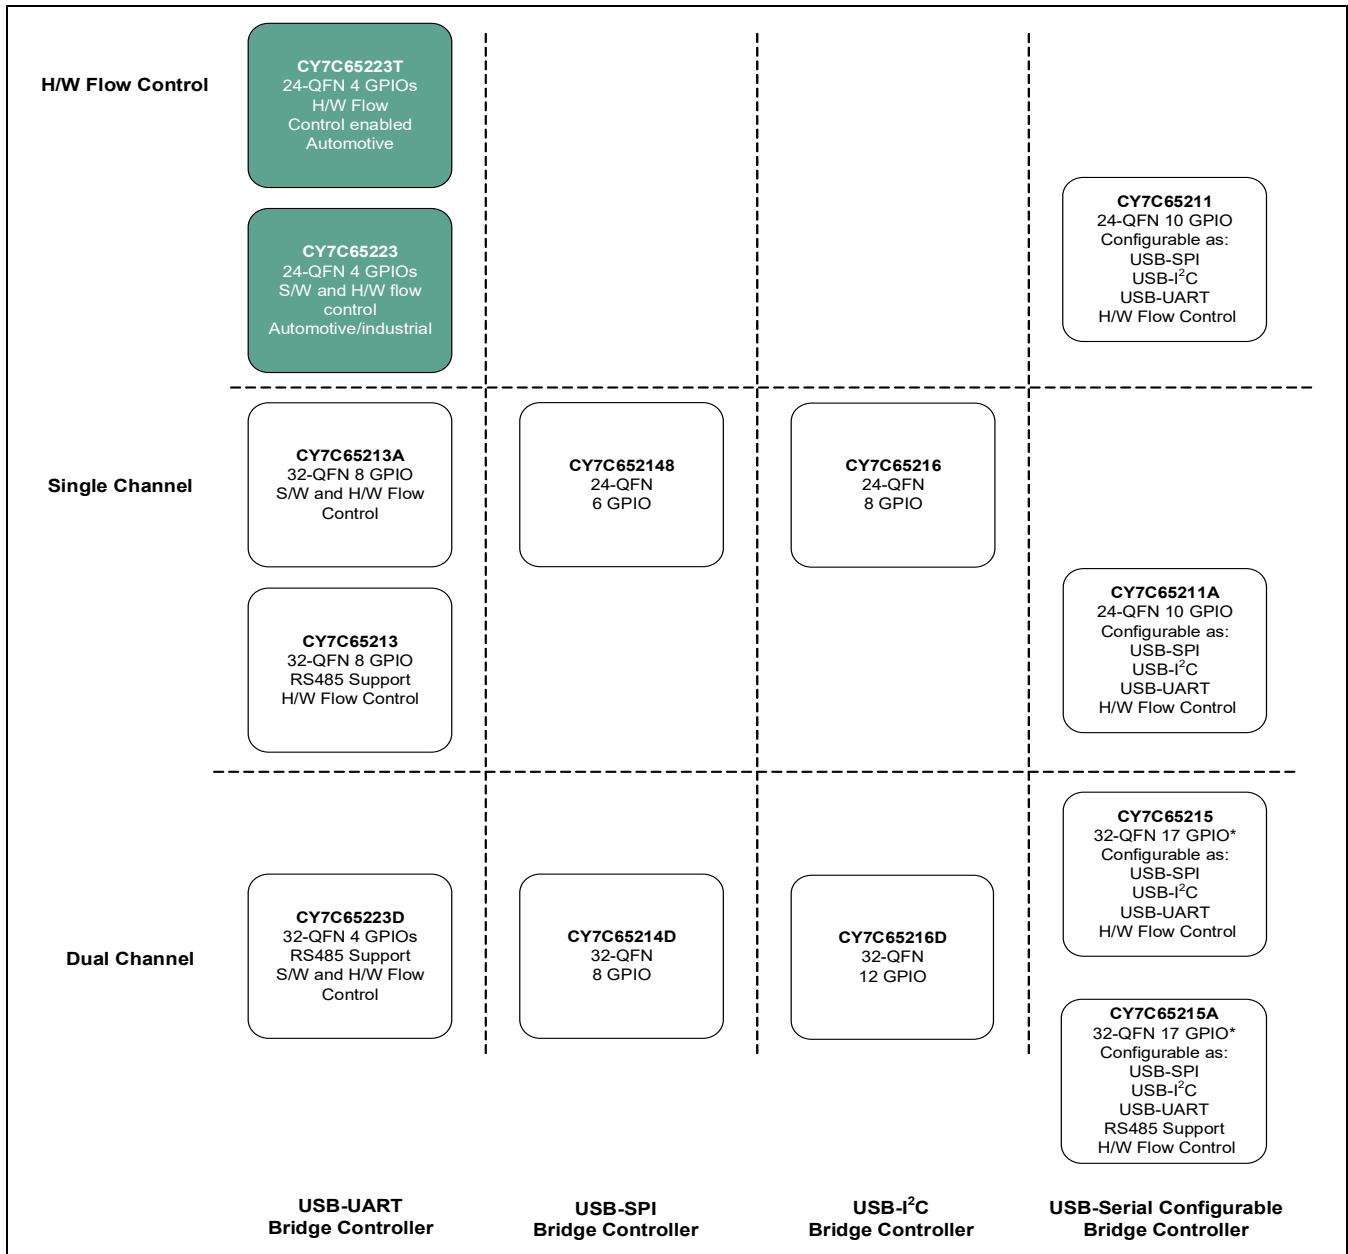 H/W Flow Control
CY7C65223T
24-QFN 4 GPIOs
H/W Flow
Control enabled
Automotive
CY7C65223
24-QFN 4 GPIOs
S/W and H/W flow
control
Automotive/industrial
CY7C65211
24-QFN 10 GPIO
Configurable as:
USB-SPI
USB-I²C
USB-UART
H/W Flow Control
Single Channel
CY7C65213A
32-QFN 8 GPIO
S/W and H/W Flow
Control
CY7C652148
24-QFN
6 GPIO
CY7C65216
24-QFN
8 GPIO
CY7C65213
32-QFN 8 GPIO
RS485 Support
H/W Flow Control
CY7C65211A
24-QFN 10 GPIO
Configurable as:
USB-SPI
USB-I²C
USB-UART
H/W Flow Control
Dual Channel
CY7C65223D
32-QFN 4 GPIOs
RS485 Support
S/W and H/W Flow
Control
CY7C65214D
32-QFN
8 GPIO
CY7C65216D
32-QFN
12 GPIO
CY7C65215
32-QFN 17 GPIO*
Configurable as:
USB-SPI
USB-I²C
USB-UART
H/W Flow Control
CY7C65215A
32-QFN 17 GPIO*
Configurable as:
USB-SPI
USB-I²C
USB-UART
RS485 Support
H/W Flow Control
USB-UART
Bridge Controller
USB-SPI
Bridge Controller
USB-I²C
Bridge Controller
USB-Serial Configurable
Bridge Controller